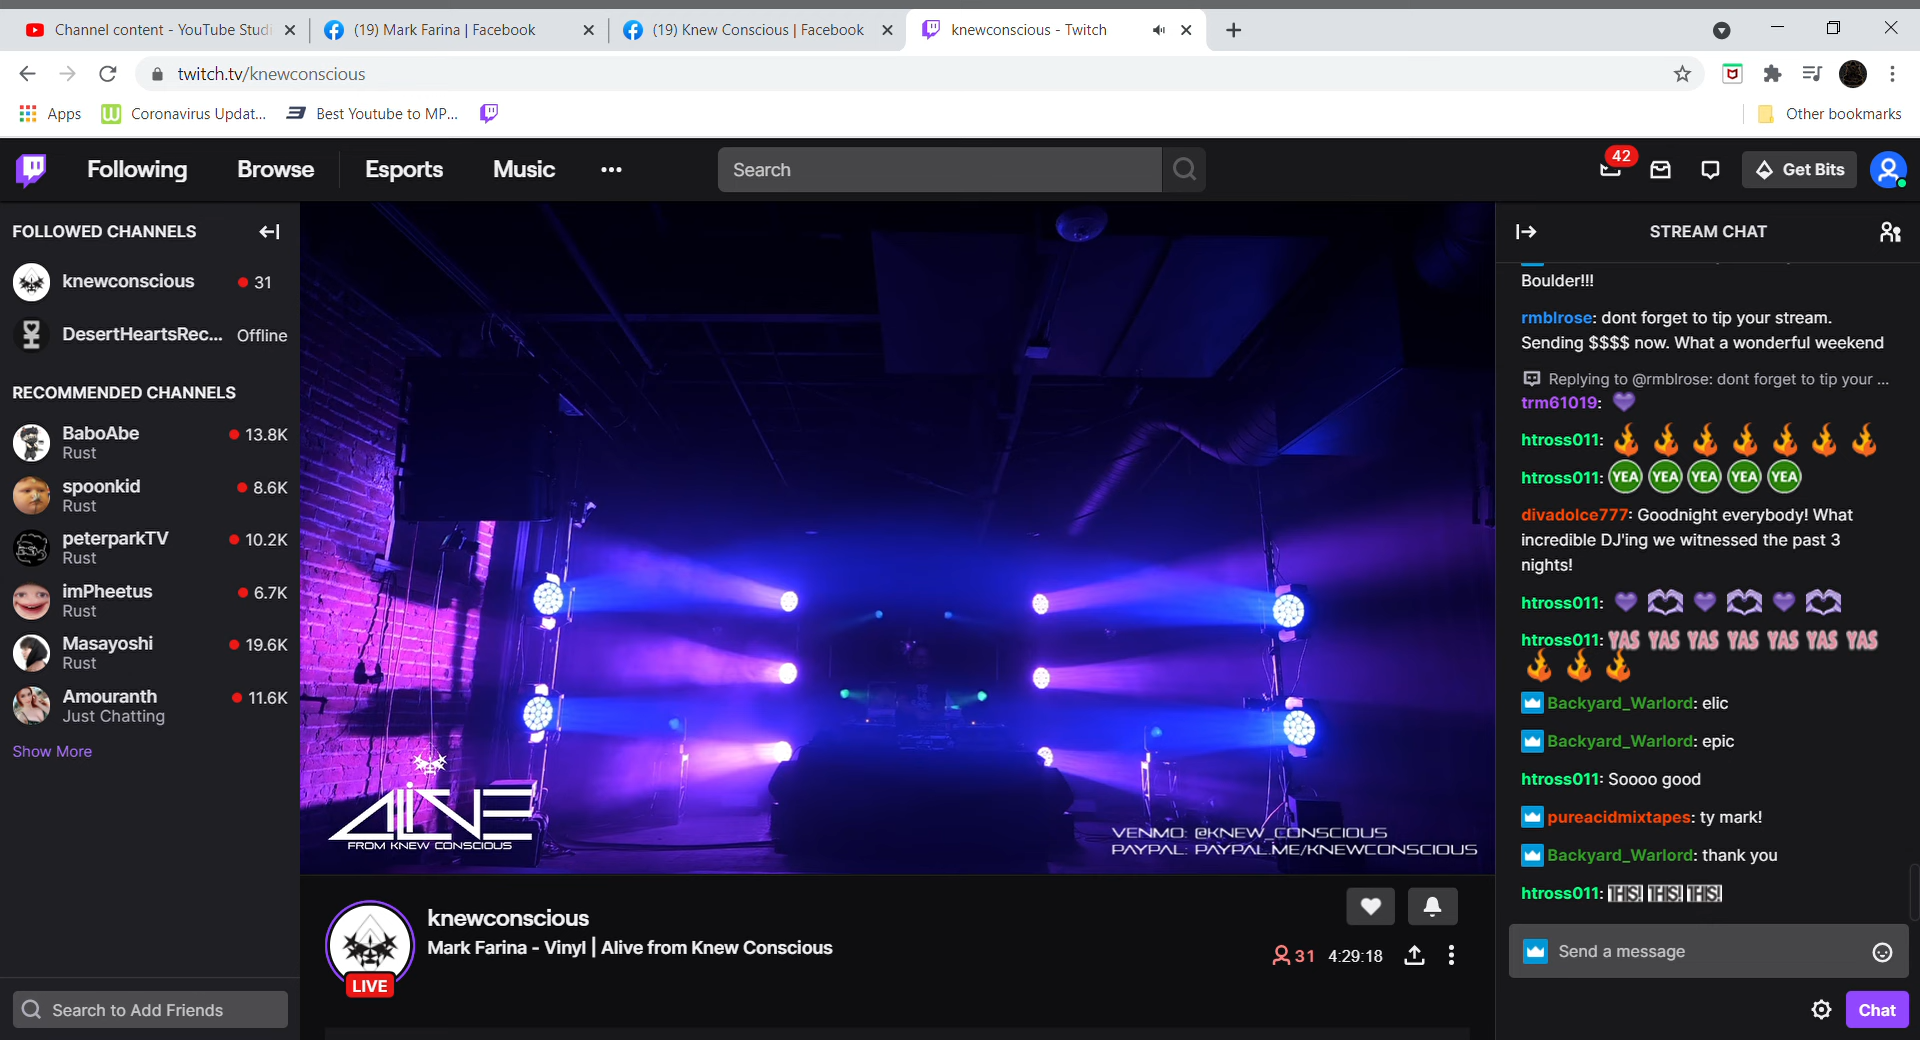 Channel content - YouTube Studi
(19) Mark Farina | Facebook
(19) Knew Conscious | Facebook
knewconscious - Twitch
twitch.tv/knewconscious
Apps
Coronavirus Updat...
Best Youtube to MP...
Other bookmarks
Following
Browse
Esports
Music
Search
42
Get Bits
FOLLOWED CHANNELS
knewconscious 31
DesertHeartsRec... Offline
RECOMMENDED CHANNELS
BaboAbe 13.8K
Rust
spoonkid 8.6K
Rust
peterparkTV 10.2K
Rust
imPheetus 6.7K
Rust
Masayoshi 19.6K
Rust
Amouranth 11.6K
Just Chatting
Show More
Search to Add Friends
ALIVE
FROM KNEW CONSCIOUS
VENMO: @KNEW_CONSCIOUS
PAYPAL: PAYPAL.ME/KNEWCONSCIOUS
knewconscious
Mark Farina - Vinyl | Alive from Knew Conscious
LIVE
31 4:29:18
STREAM CHAT
Boulder!!!
rmblrose: dont forget to tip your stream.
Sending $$$$ now. What a wonderful weekend
Replying to @rmblrose: dont forget to tip your ...
trm61019:
htross011:
htross011: YEA YEA YEA YEA YEA
divadolce777: Goodnight everybody! What
incredible DJ'ing we witnessed the past 3
nights!
htross011:
htross011: YAS YAS YAS YAS YAS YAS YAS
Backyard_Warlord: elic
Backyard_Warlord: epic
htross011: Soooo good
pureacidmixtapes: ty mark!
Backyard_Warlord: thank you
htross011:
Send a message
Chat